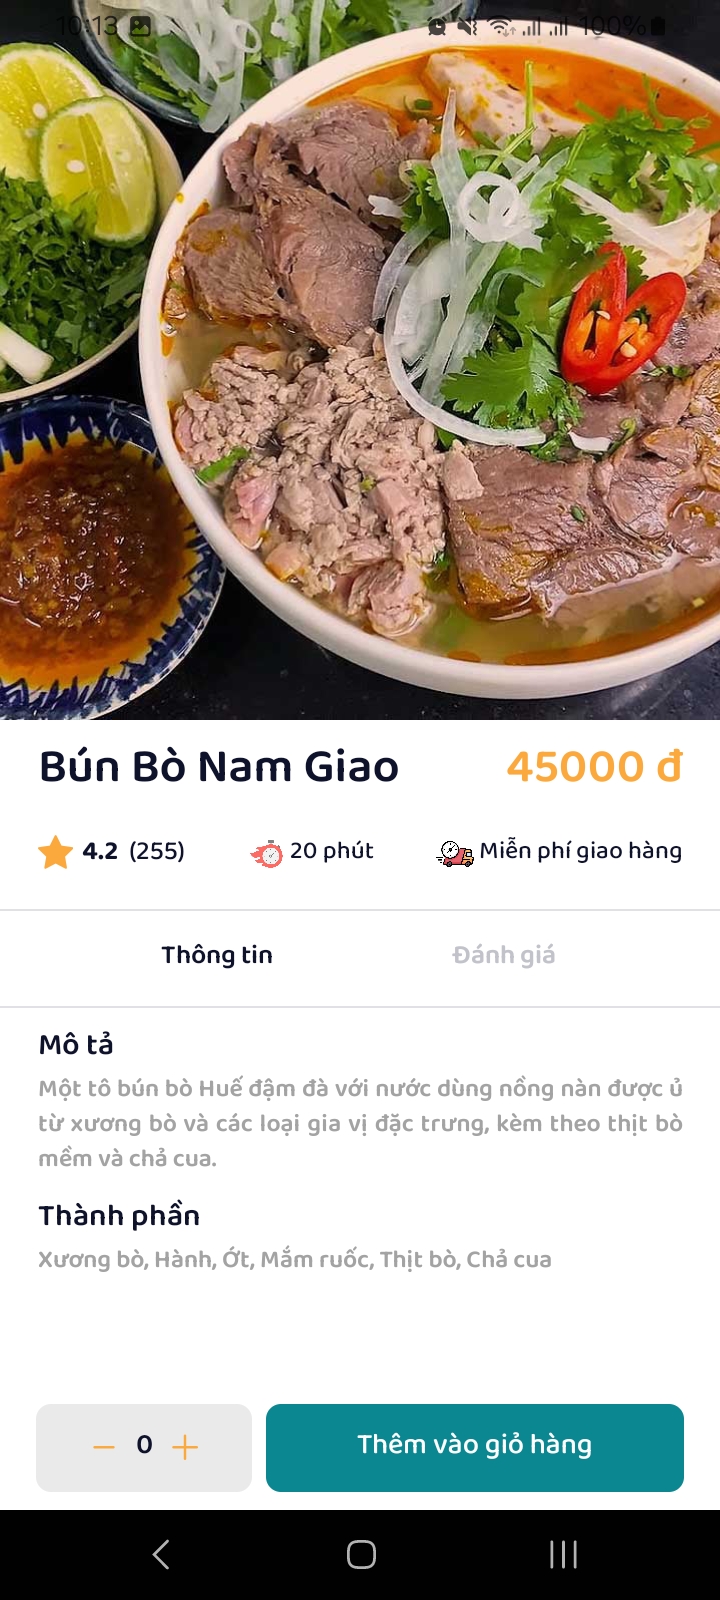 10:13 100%
Bún Bò Nam Giao 45000 đ
4.2 (255) 20 phút Miễn phí giao hàng
Thông tin Đánh giá
Mô tả
Một tô bún bò Huế đậm đà với nước dùng nồng nàn được ủ
từ xương bò và các loại gia vị đặc trưng, kèm theo thịt bò
mềm và chả cua.
Thành phần
Xương bò, Hành, Ớt, Mắm ruốc, Thịt bò, Chả cua
0 Thêm vào giỏ hàng